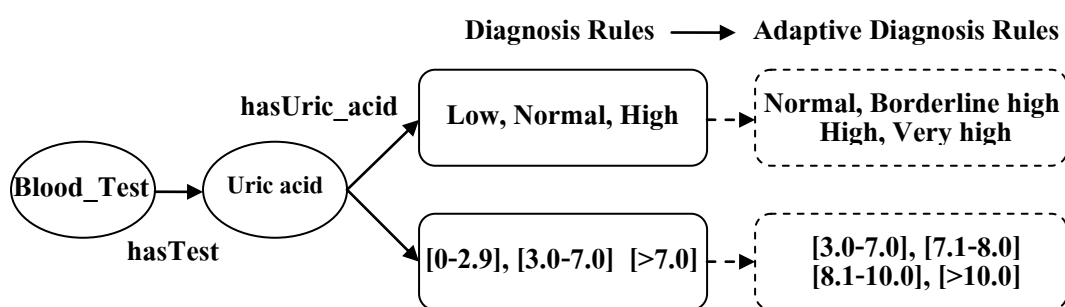 Diagnosis Rules Adaptive Diagnosis Rules
hasUric_acid
Low, Normal, High
Normal, Borderline high
High, Very high
Blood_Test
Uric acid
hasTest
[0-2.9], [3.0-7.0] [>7.0]
[3.0-7.0], [7.1-8.0]
[8.1-10.0], [>10.0]